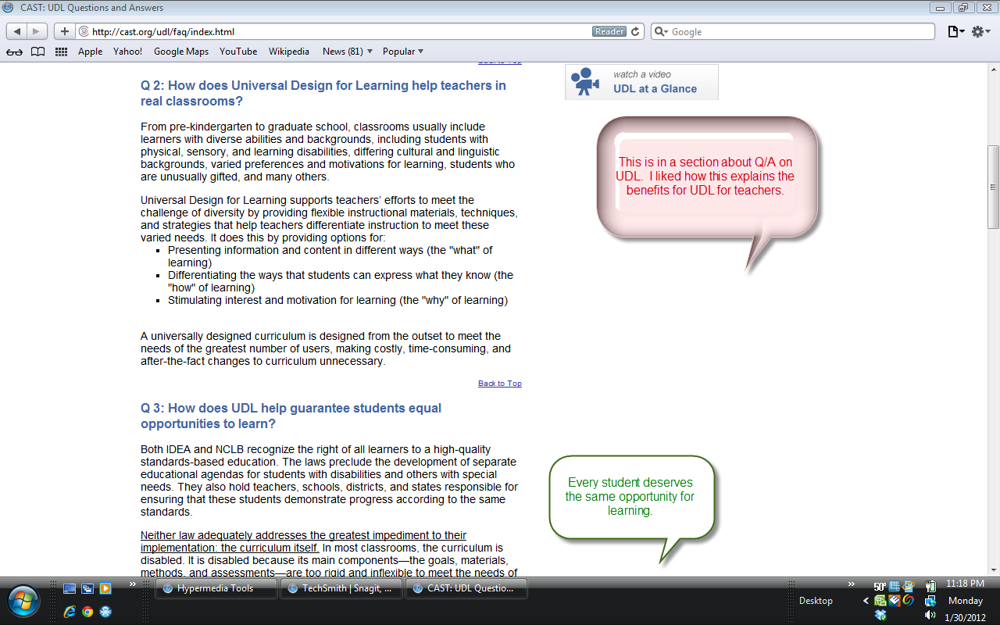 CAST: UDL Questions and Answers
http://cast.org/udl/faq/index.html
Reader
Google
Apple Yahoo! Google Maps YouTube Wikipedia News (81) Popular
Back to Top
watch a video
UDL at a Glance
Q 2: How does Universal Design for Learning help teachers in
real classrooms?
From pre-kindergarten to graduate school, classrooms usually include
learners with diverse abilities and backgrounds, including students with
physical, sensory, and learning disabilities, differing cultural and linguistic
backgrounds, varied preferences and motivations for learning, students who
are unusually gifted, and many others.
This is in a section about Q/A on
UDL. I liked how this explains the
benefits for UDL for teachers.
Universal Design for Learning supports teachers' efforts to meet the
challenge of diversity by providing flexible instructional materials, techniques,
and strategies that help teachers differentiate instruction to meet these
varied needs. It does this by providing options for:
▪ Presenting information and content in different ways (the "what" of
learning)
▪ Differentiating the ways that students can express what they know (the
"how" of learning)
▪ Stimulating interest and motivation for learning (the "why" of learning)
A universally designed curriculum is designed from the outset to meet the
needs of the greatest number of users, making costly, time-consuming, and
after-the-fact changes to curriculum unnecessary.
Back to Top
Q 3: How does UDL help guarantee students equal
opportunities to learn?
Both IDEA and NCLB recognize the right of all learners to a high-quality
standards-based education. The laws preclude the development of separate
educational agendas for students with disabilities and others with special
needs. They also hold teachers, schools, districts, and states responsible for
ensuring that these students demonstrate progress according to the same
standards.
Every student deserves
the same opportunity for
learning.
Neither law adequately addresses the greatest impediment to their
implementation: the curriculum itself. In most classrooms, the curriculum is
disabled. It is disabled because its main components—the goals, materials,
methods, and assessments—are too rigid and inflexible to meet the needs of
Hypermedia Tools
TechSmith | Snagit, ...
CAST: UDL Questio...
Desktop
50°
11:18 PM
Monday
1/30/2012